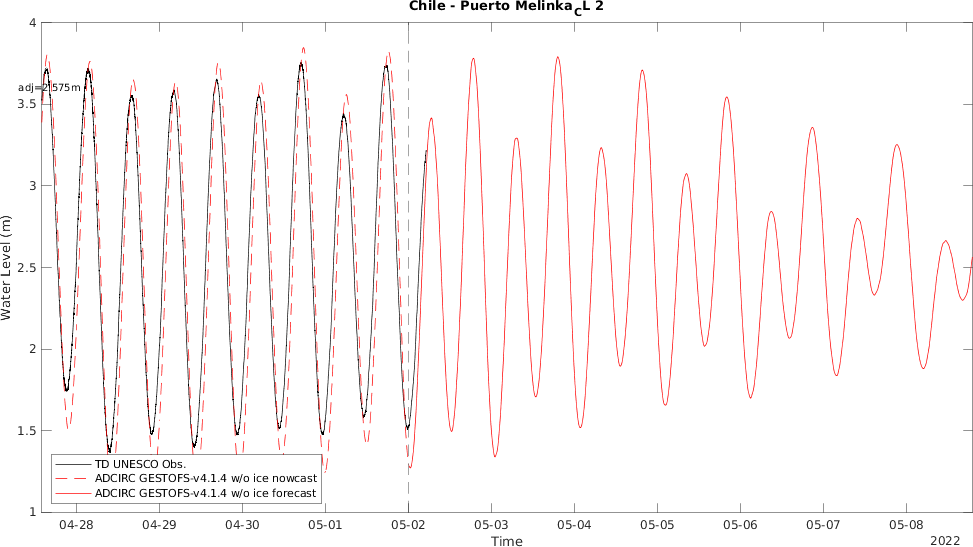 Chile - Puerto Melinka_CL 2
4
adj=2.575m
3.5
3
2.5
2
1.5
1
Water Level (m)
TD UNESCO Obs.
ADCIRC GESTOFS-v4.1.4 w/o ice nowcast
ADCIRC GESTOFS-v4.1.4 w/o ice forecast
04-28 04-29 04-30 05-01 05-02 05-03 05-04 05-05 05-06 05-07 05-08
Time
2022